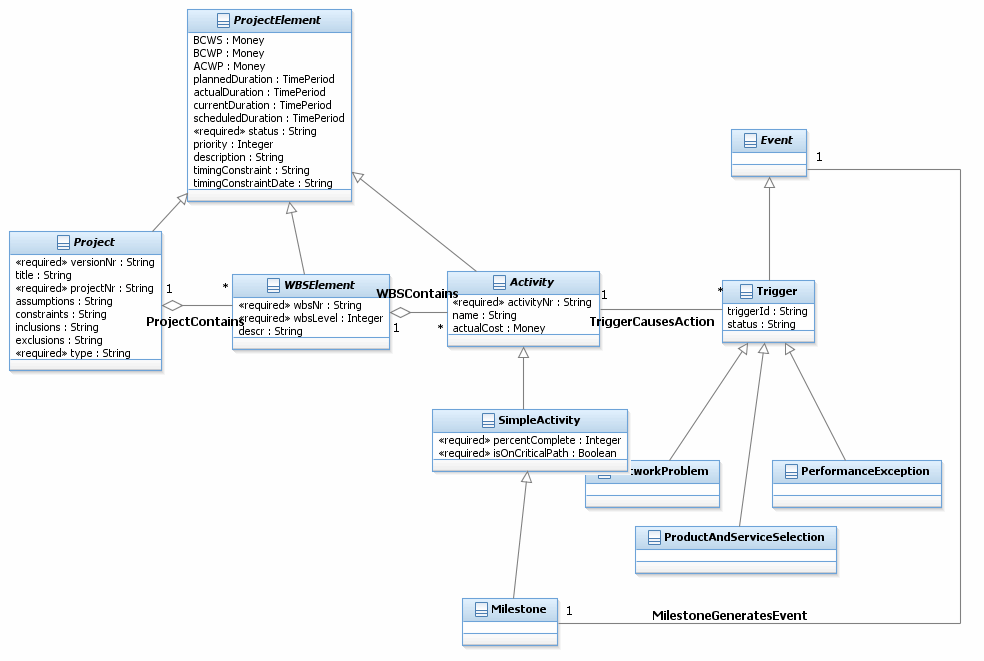 ProjectElement
BCWS : Money
BCWP : Money
ACWP : Money
plannedDuration : TimePeriod
actualDuration : TimePeriod
currentDuration : TimePeriod
scheduledDuration : TimePeriod
«required» status : String
priority : Integer
description : String
timingConstraint : String
timingConstraintDate : String
Event
1
Project
«required» versionNr : String
title : String
«required» projectNr : String
assumptions : String
constraints : String
inclusions : String
exclusions : String
«required» type : String
1
*
ProjectContains
WBSElement
«required» wbsNr : String
«required» wbsLevel : Integer
descr : String
WBSContains
1
*
Activity
«required» activityNr : String
name : String
actualCost : Money
1
*
TriggerCausesAction
Trigger
triggerId : String
status : String
SimpleActivity
«required» percentComplete : Integer
«required» isOnCriticalPath : Boolean
tworkProblem
PerformanceException
ProductAndServiceSelection
Milestone
1
MilestoneGeneratesEvent